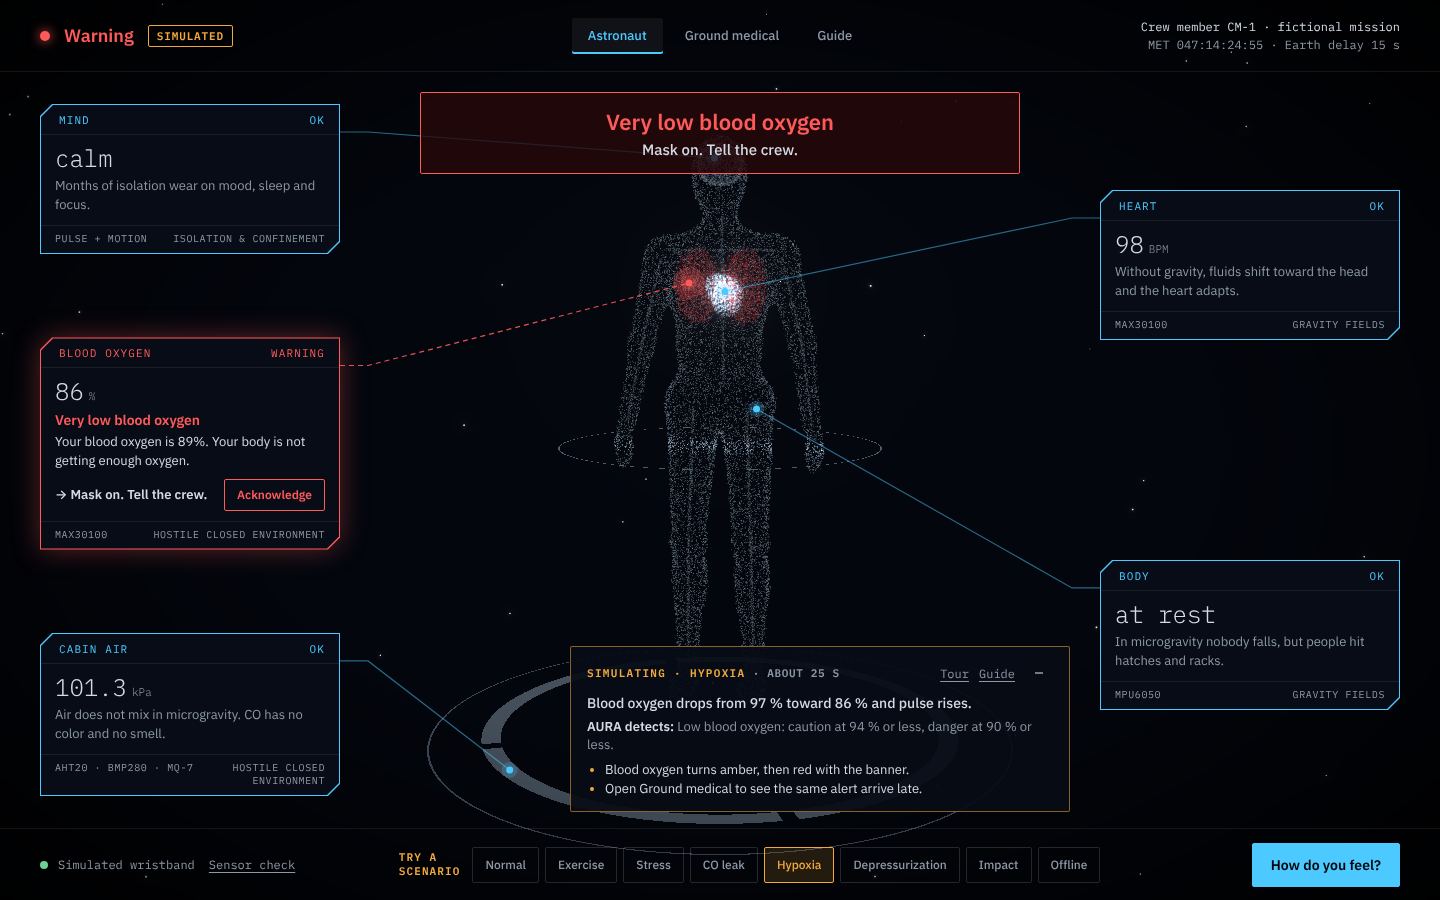 Warning
SIMULATED
Astronaut
Ground medical
Guide
Crew member CM-1 · fictional mission
MET 047:14:24:55 · Earth delay 15 s
Very low blood oxygen
Mask on. Tell the crew.
MIND
OK
calm
Months of isolation wear on mood, sleep and
focus.
PULSE + MOTION
ISOLATION & CONFINEMENT
HEART
OK
98 BPM
Without gravity, fluids shift toward the head
and the heart adapts.
MAX30100
GRAVITY FIELDS
BLOOD OXYGEN
WARNING
86 %
Very low blood oxygen
Your blood oxygen is 89%. Your body is not
getting enough oxygen.
→ Mask on. Tell the crew.
Acknowledge
MAX30100
HOSTILE CLOSED ENVIRONMENT
BODY
OK
at rest
In microgravity nobody falls, but people hit
hatches and racks.
MPU6050
GRAVITY FIELDS
CABIN AIR
OK
101.3 kPa
Air does not mix in microgravity. CO has no
color and no smell.
AHT20 · BMP280 · MQ-7
HOSTILE CLOSED
ENVIRONMENT
SIMULATING · HYPOXIA · ABOUT 25 S
Tour
Guide
–
Blood oxygen drops from 97 % toward 86 % and pulse rises.
AURA detects: Low blood oxygen: caution at 94 % or less, danger at 90 % or
less.
• Blood oxygen turns amber, then red with the banner.
• Open Ground medical to see the same alert arrive late.
Simulated wristband
Sensor check
TRY A
SCENARIO
Normal
Exercise
Stress
CO leak
Hypoxia
Depressurization
Impact
Offline
How do you feel?